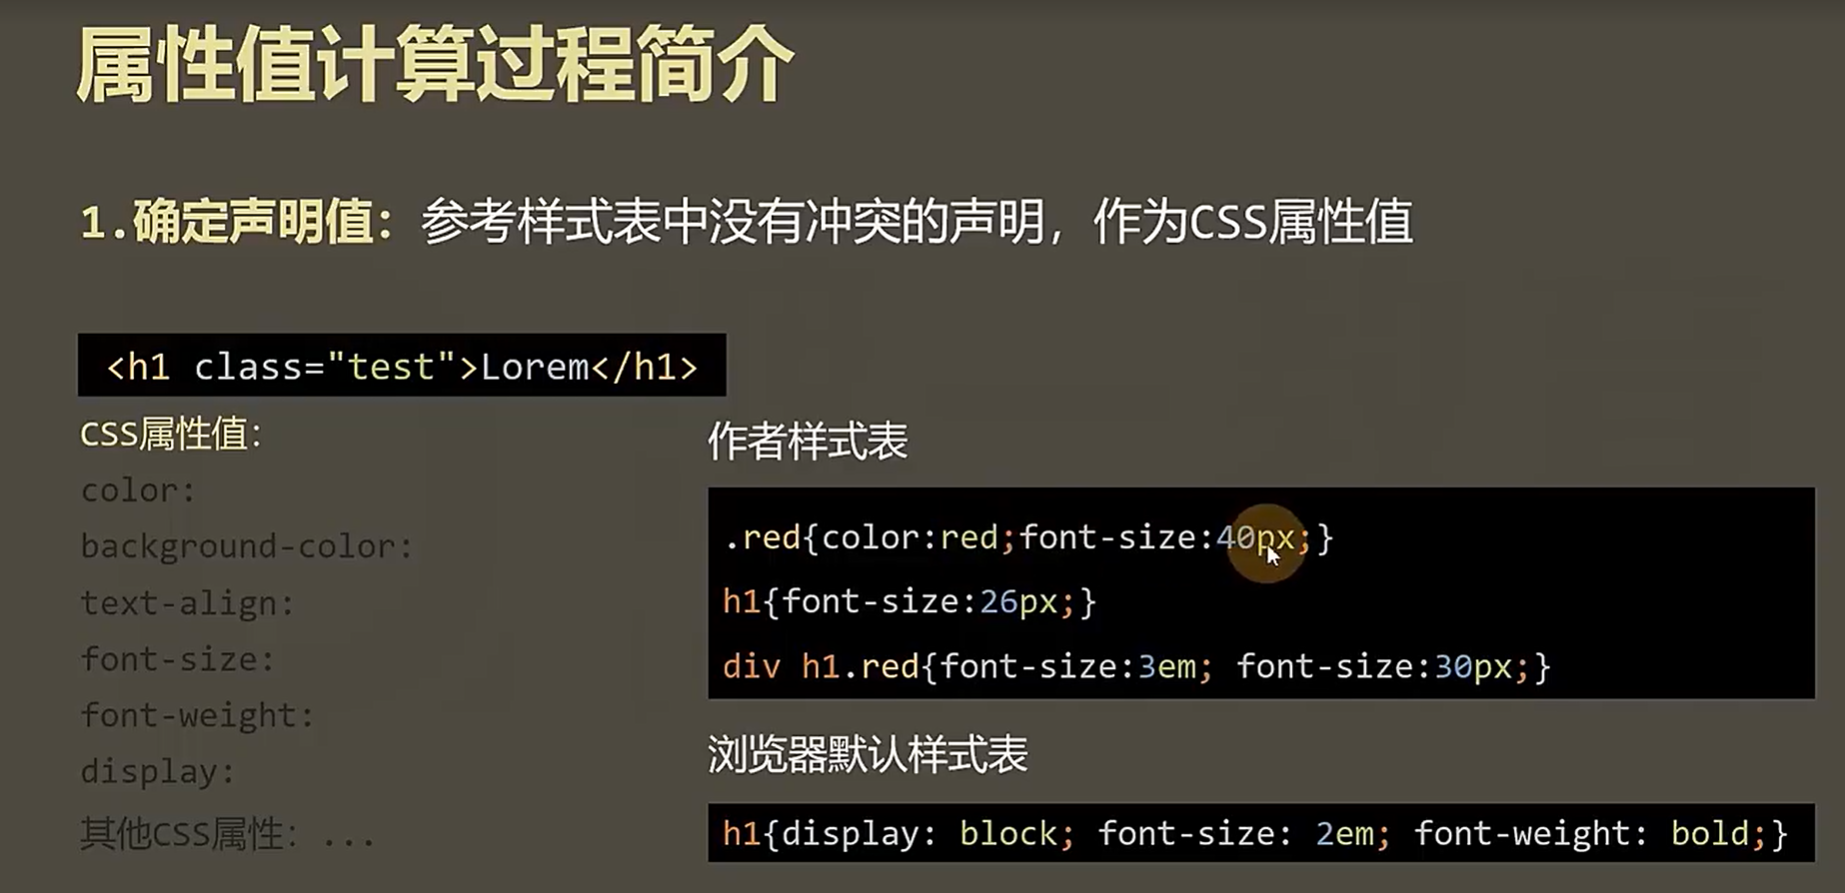 属性值计算过程简介
1.确定声明值：参考样式表中没有冲突的声明，作为CSS属性值
<h1 class="test">Lorem</h1>
CSS属性值：
color:
background-color:
text-align:
font-size:
font-weight:
display:
其他CSS属性：...
作者样式表
.red{color:red;font-size:40px;}
h1{font-size:26px;}
div h1.red{font-size:3em; font-size:30px;}
浏览器默认样式表
h1{display: block; font-size: 2em; font-weight: bold;}